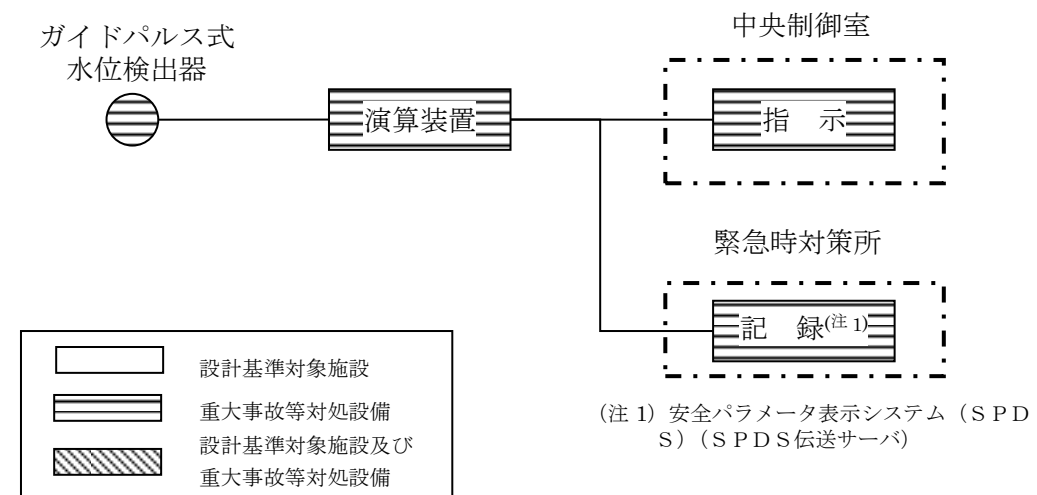 ガイドパルス式
水位検出器
演算装置
中央制御室
指　示
緊急時対策所
記　録(注 1)
(注 1) 安全パラメータ表示システム（ＳＰＤ
Ｓ）（ＳＰＤＳ伝送サーバ）
設計基準対象施設
重大事故等対処設備
設計基準対象施設及び
重大事故等対処設備